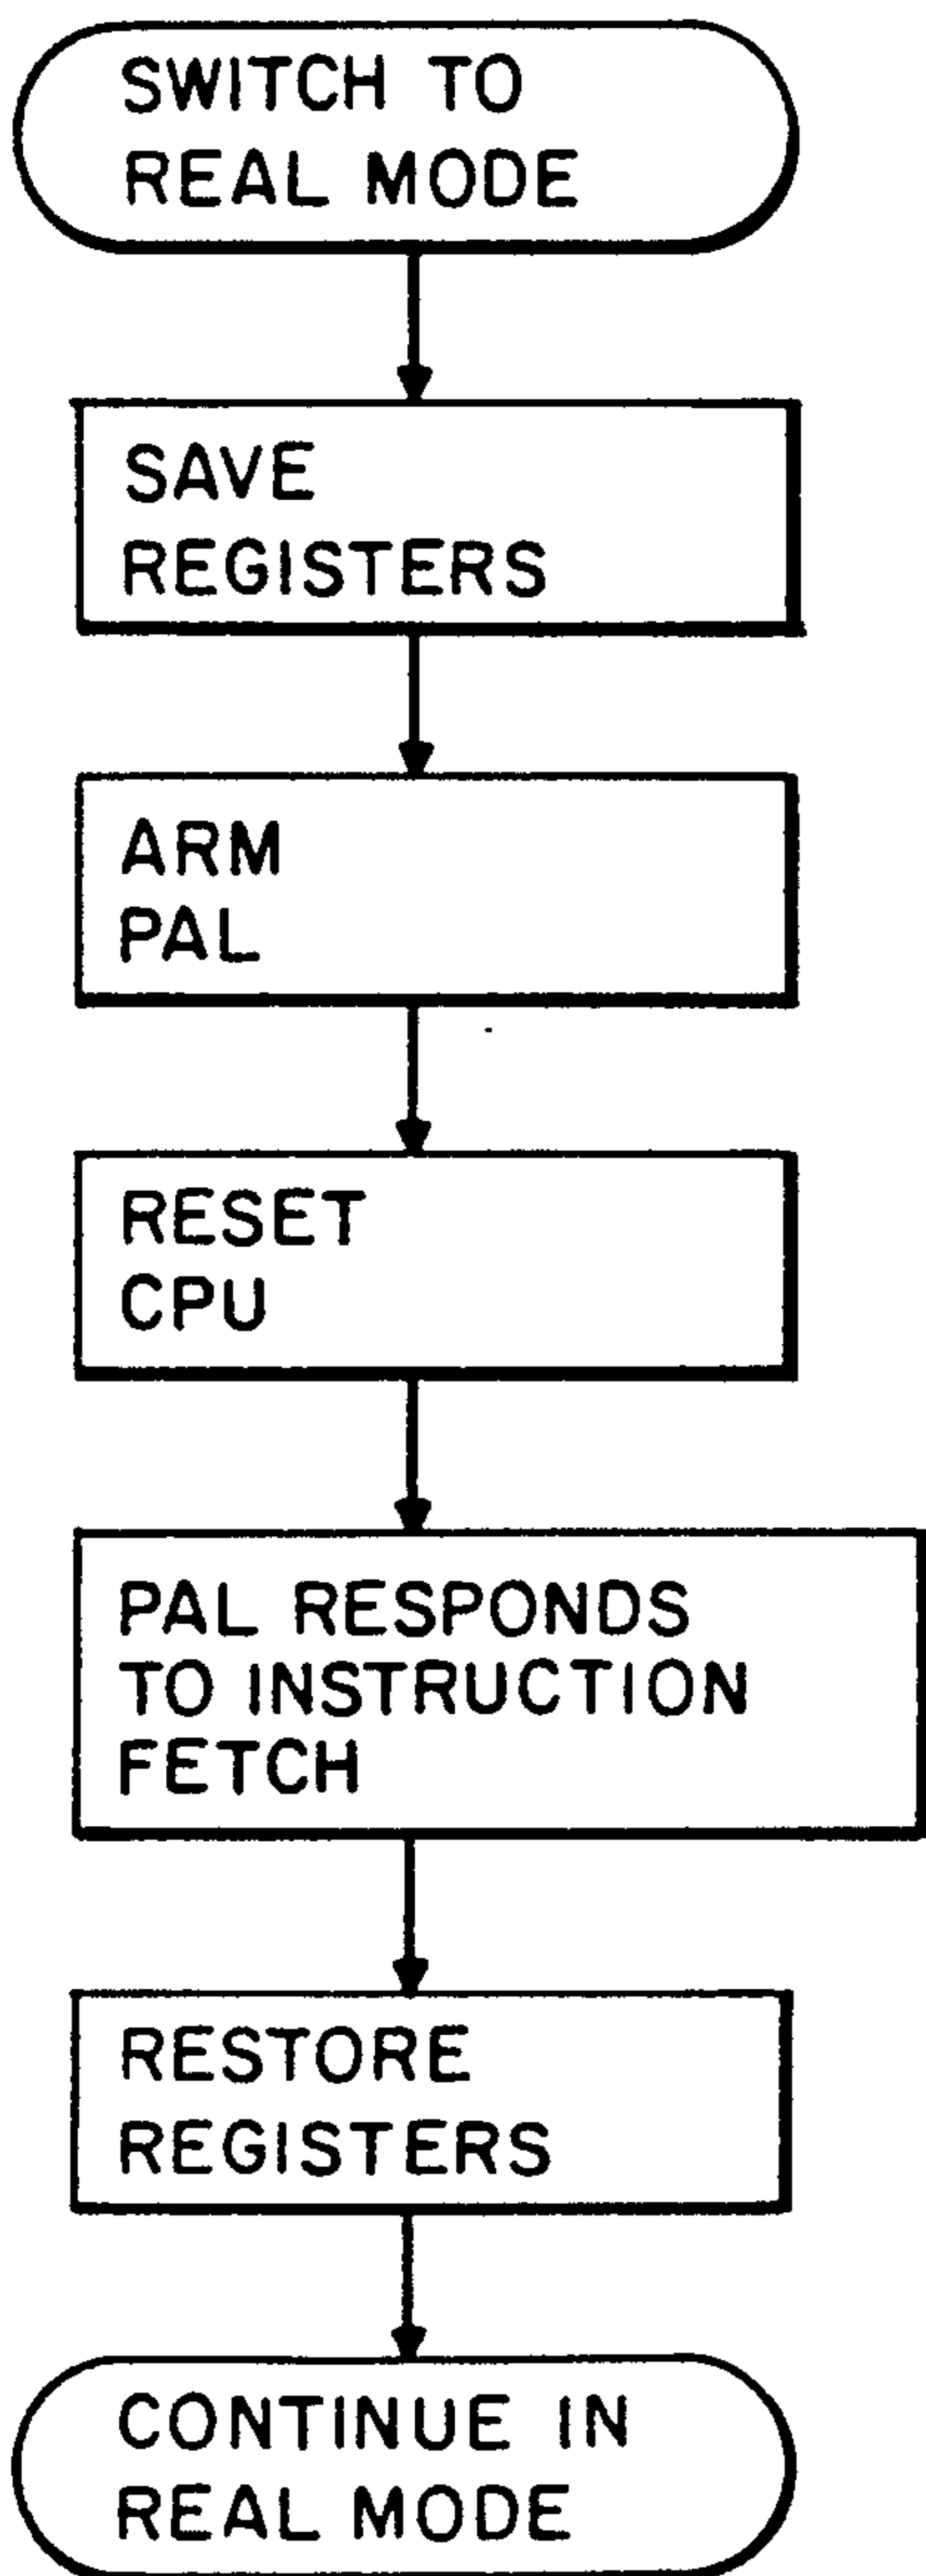 SWITCH TO
REAL MODE
SAVE
REGISTERS
ARM
PAL
RESET
CPU
PAL RESPONDS
TO INSTRUCTION
FETCH
RESTORE
REGISTERS
CONTINUE IN
REAL MODE